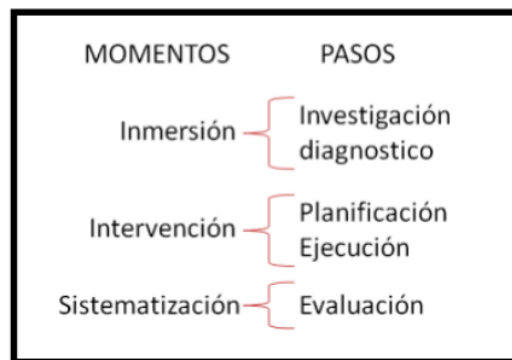 MOMENTOS PASOS
Inmersión
Investigación
diagnostico
Intervención
Planificación
Ejecución
Sistematización
Evaluación